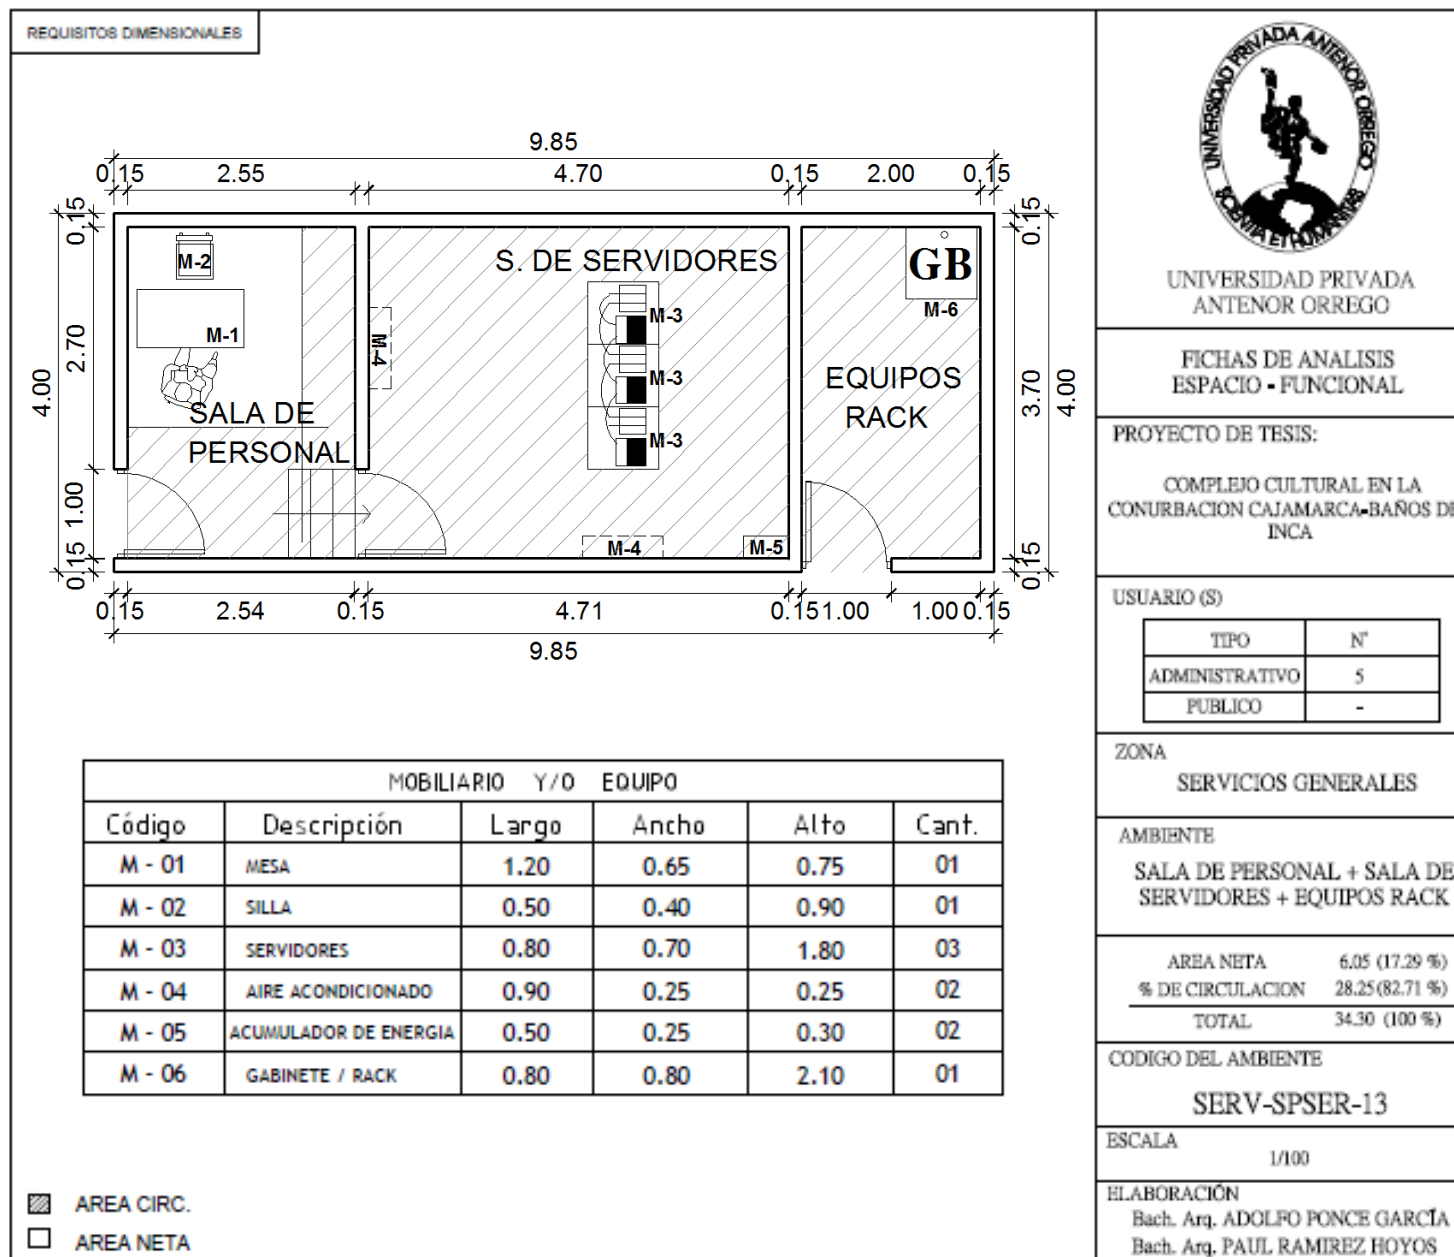 REQUISITOS DIMENSIONALES
9.85
0.15 2.55 4.70 0.15 2.00 0.15
0.15
2.70
1.00
0.15
4.00
M-2
M-1
SALA DE
PERSONAL
M-4
S. DE SERVIDORES
M-3
M-3
M-3
M-4
M-5
GB
M-6
EQUIPOS
RACK
0.15
3.70
0.15
4.00
0.15 2.54 0.15 4.71 0.15 1.00 1.00 0.15
9.85
MOBILIARIO Y/O EQUIPO
Código Descripción Largo Ancho Alto Cant.
M - 01 MESA 1.20 0.65 0.75 01
M - 02 SILLA 0.50 0.40 0.90 01
M - 03 SERVIDORES 0.80 0.70 1.80 03
M - 04 AIRE ACONDICIONADO 0.90 0.25 0.25 02
M - 05 ACUMULADOR DE ENERGIA 0.50 0.25 0.30 02
M - 06 GABINETE / RACK 0.80 0.80 2.10 01
AREA CIRC.
AREA NETA
UNIVERSIDAD PRIVADA ANTENOR ORREGO
SCIENTIA ET HUMANITAS
UNIVERSIDAD PRIVADA
ANTENOR ORREGO
FICHAS DE ANALISIS
ESPACIO - FUNCIONAL
PROYECTO DE TESIS:
COMPLEJO CULTURAL EN LA
CONURBACION CAJAMARCA-BAÑOS DE
INCA
USUARIO (S)
TIPO N°
ADMINISTRATIVO 5
PUBLICO -
ZONA
SERVICIOS GENERALES
AMBIENTE
SALA DE PERSONAL + SALA DE
SERVIDORES + EQUIPOS RACK
AREA NETA 6.05 (17.29 %)
% DE CIRCULACION 28.25 (82.71 %)
TOTAL 34.30 (100 %)
CODIGO DEL AMBIENTE
SERV-SPSER-13
ESCALA
1/100
ELABORACIÓN
Bach. Arq. ADOLFO PONCE GARCÍA
Bach. Arq. PAUL RAMIREZ HOYOS